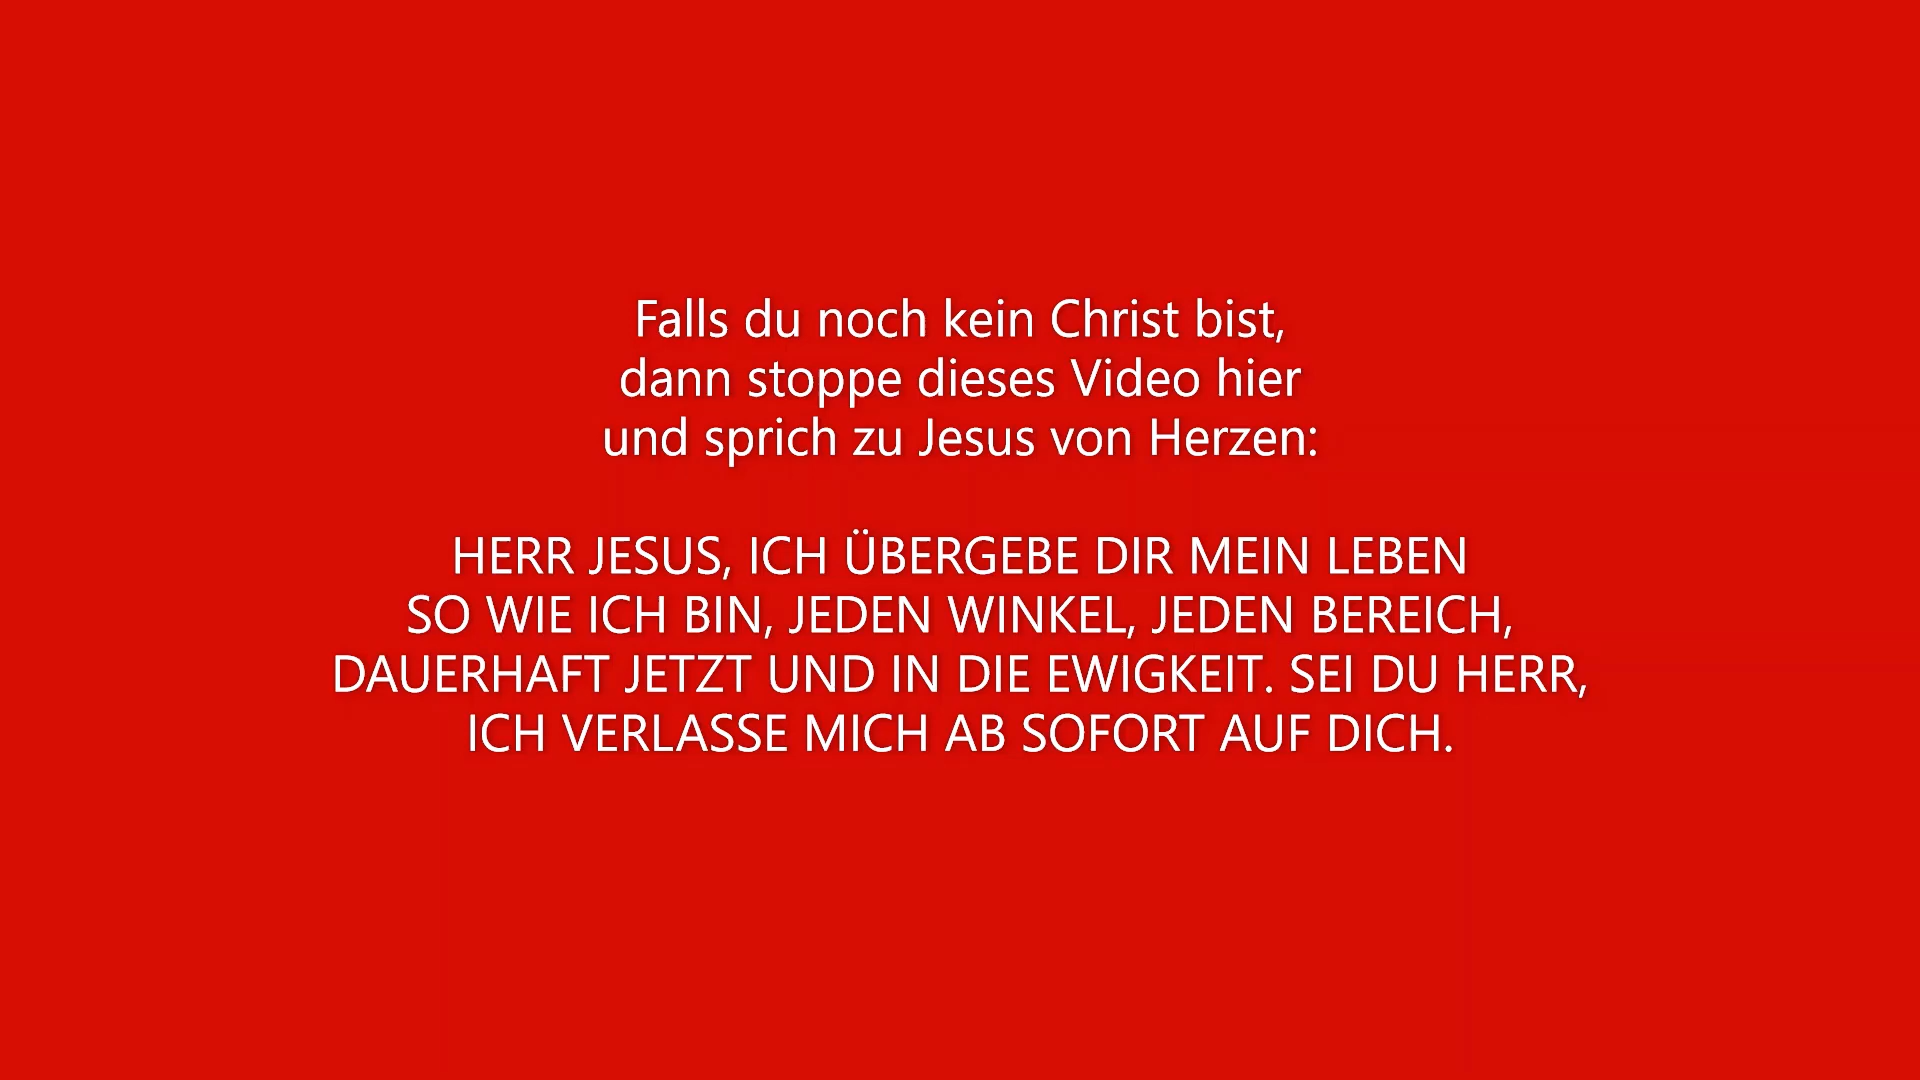 Falls du noch kein Christ bist,
dann stoppe dieses Video hier
und sprich zu Jesus von Herzen:
HERR JESUS, ICH ÜBERGEBE DIR MEIN LEBEN
SO WIE ICH BIN, JEDEN WINKEL, JEDEN BEREICH,
DAUERHAFT JETZT UND IN DIE EWIGKEIT. SEI DU HERR,
ICH VERLASSE MICH AB SOFORT AUF DICH.